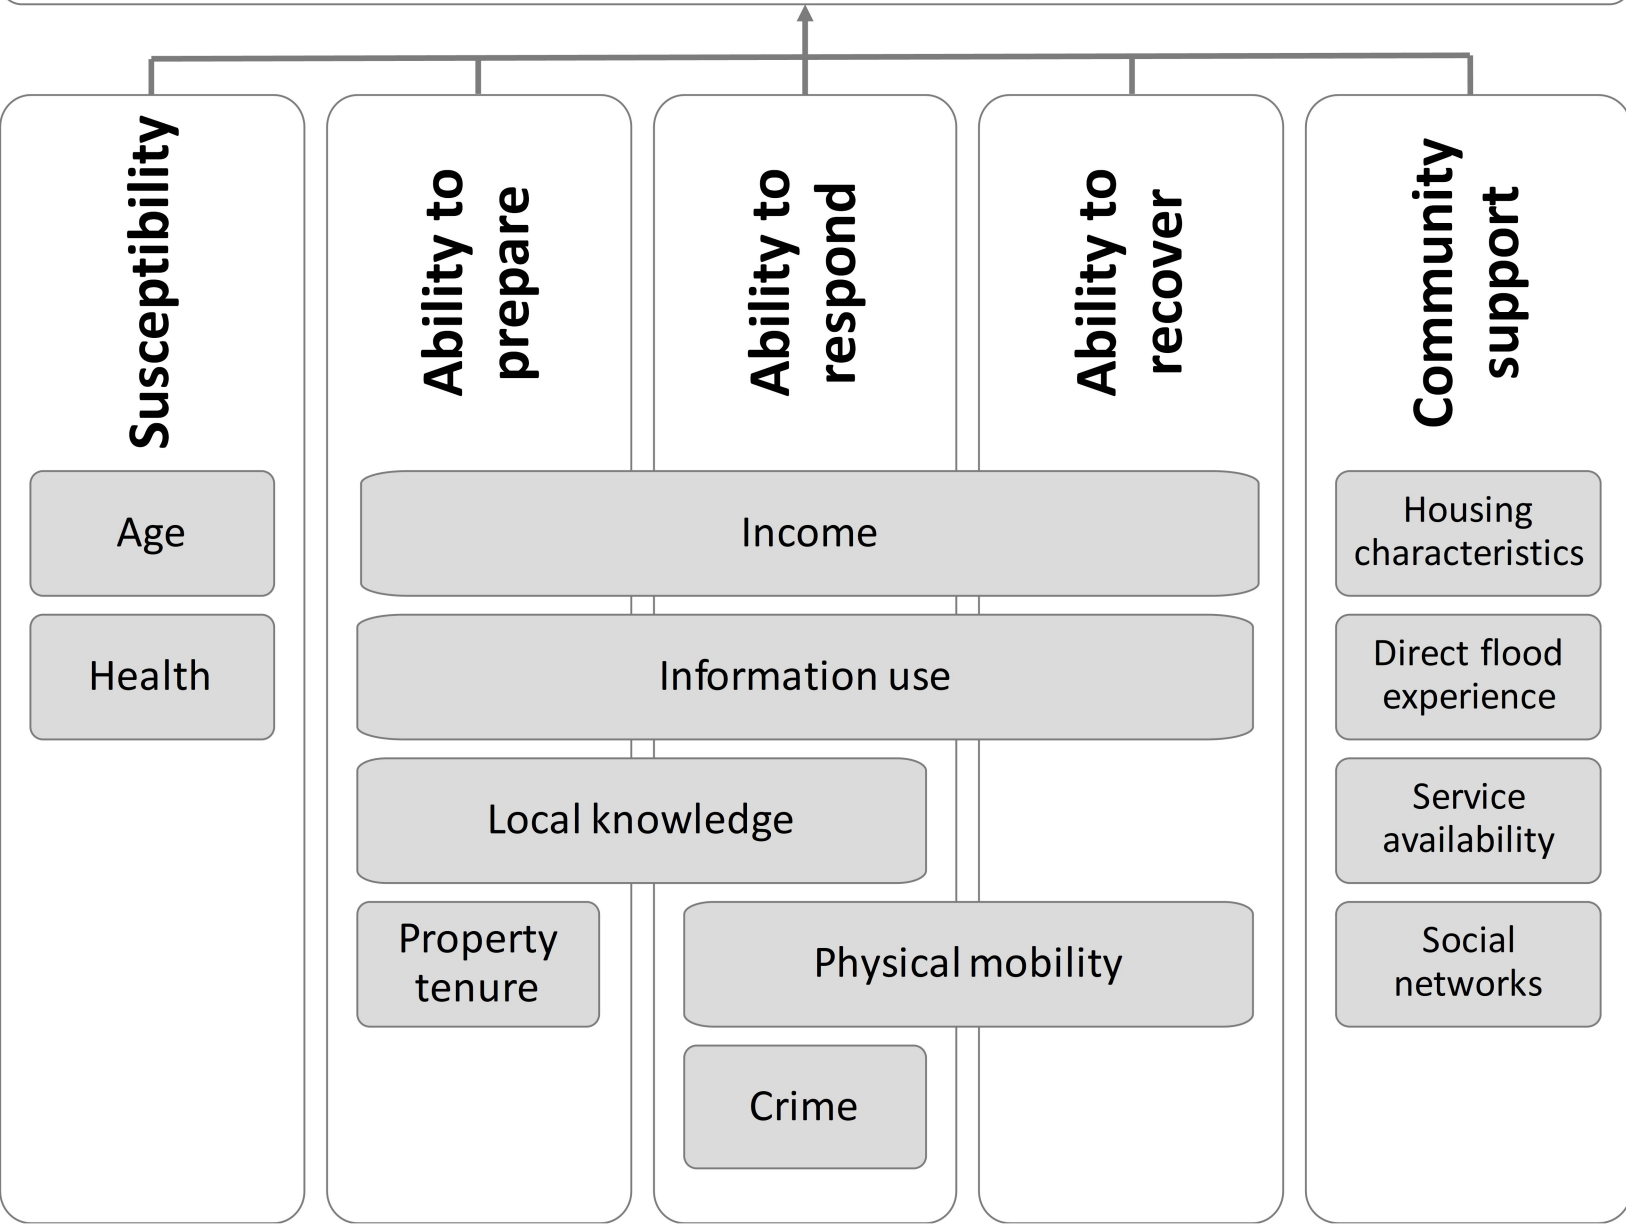 Susceptibility
Ability to
prepare
Ability to
respond
Ability to
recover
Community
support
Age
Income
Housing
characteristics
Health
Information use
Direct flood
experience
Local knowledge
Service
availability
Property
tenure
Physical mobility
Social
networks
Crime